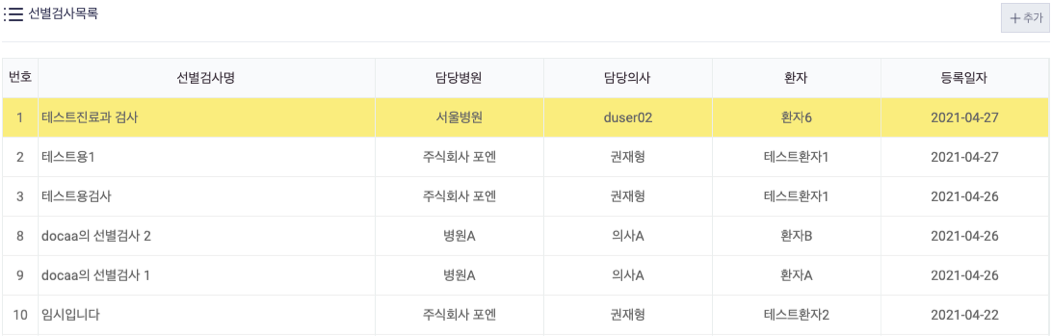 선별검사목록
+ 추가
번호 선별검사명 담당병원 담당의사 환자 등록일자
1 테스트진료과 검사 서울병원 duser02 환자6 2021-04-27
2 테스트용1 주식회사 포엔 권재형 테스트환자1 2021-04-27
3 테스트용검사 주식회사 포엔 권재형 테스트환자1 2021-04-26
8 docaa의 선별검사 2 병원A 의사A 환자B 2021-04-26
9 docaa의 선별검사 1 병원A 의사A 환자A 2021-04-26
10 임시입니다 주식회사 포엔 권재형 테스트환자2 2021-04-22